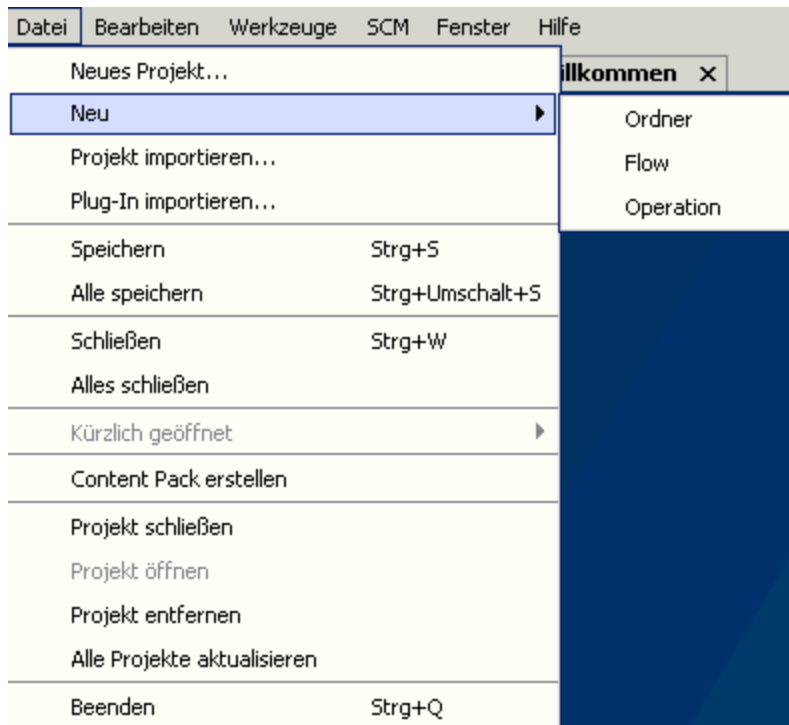 Datei Bearbeiten Werkzeuge SCM Fenster Hilfe
Neues Projekt...
illkommen
Neu
Ordner
Projekt importieren...
Flow
Plug-In importieren...
Operation
Speichern Strg+S
Alle speichern Strg+Umschalt+S
Schließen Strg+W
Alles schließen
Kürzlich geöffnet
Content Pack erstellen
Projekt schließen
Projekt öffnen
Projekt entfernen
Alle Projekte aktualisieren
Beenden Strg+Q